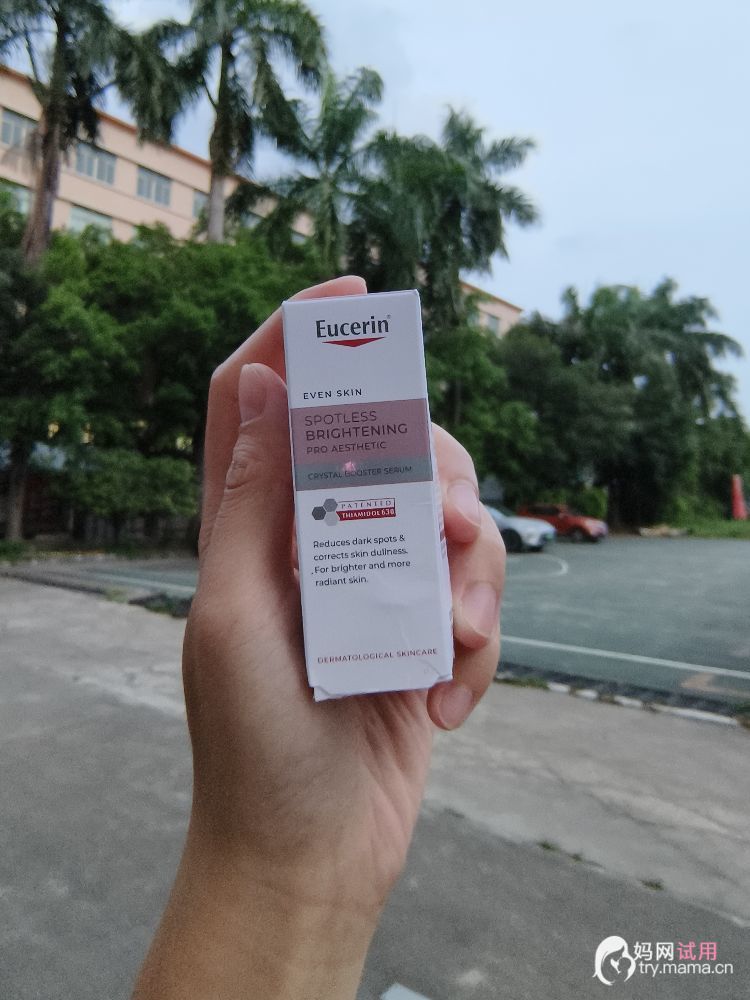 Eucerin®
EVEN SKIN
SPOTLESS
BRIGHTENING
PRO AESTHETIC
CRYSTAL BOOSTER SERUM
PATENTED
THIAMIDOL 630
Reduces dark spots &
corrects skin dullness.
For brighter and more
radiant skin.
DERMATOLOGICAL SKINCARE
妈网试用
try.mama.cn